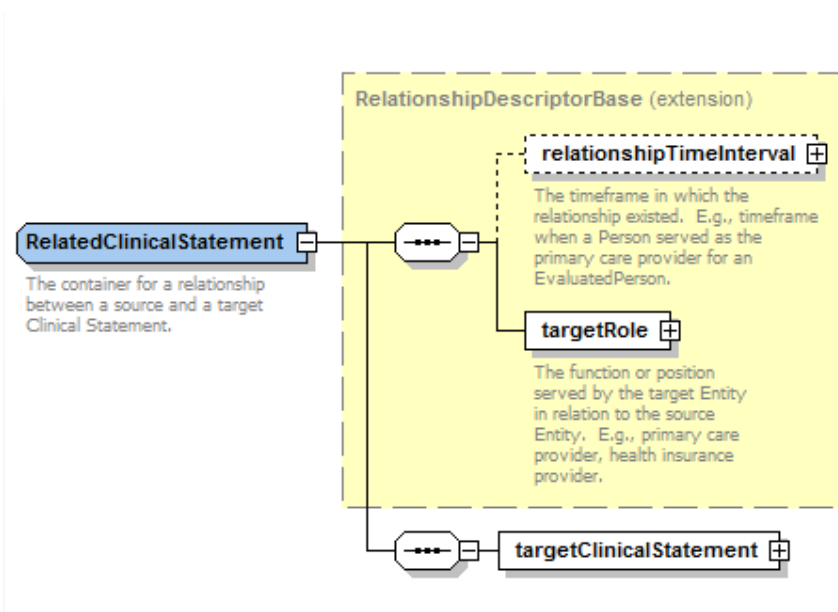 RelationshipDescriptorBase (extension)
relationshipTimeInterval
The timeframe in which the
relationship existed.  E.g., timeframe
when a Person served as the
primary care provider for an
EvaluatedPerson.
RelatedClinicalStatement
The container for a relationship
between a source and a target
Clinical Statement.
targetRole
The function or position
served by the target Entity
in relation to the source
Entity.  E.g., primary care
provider, health insurance
provider.
targetClinicalStatement